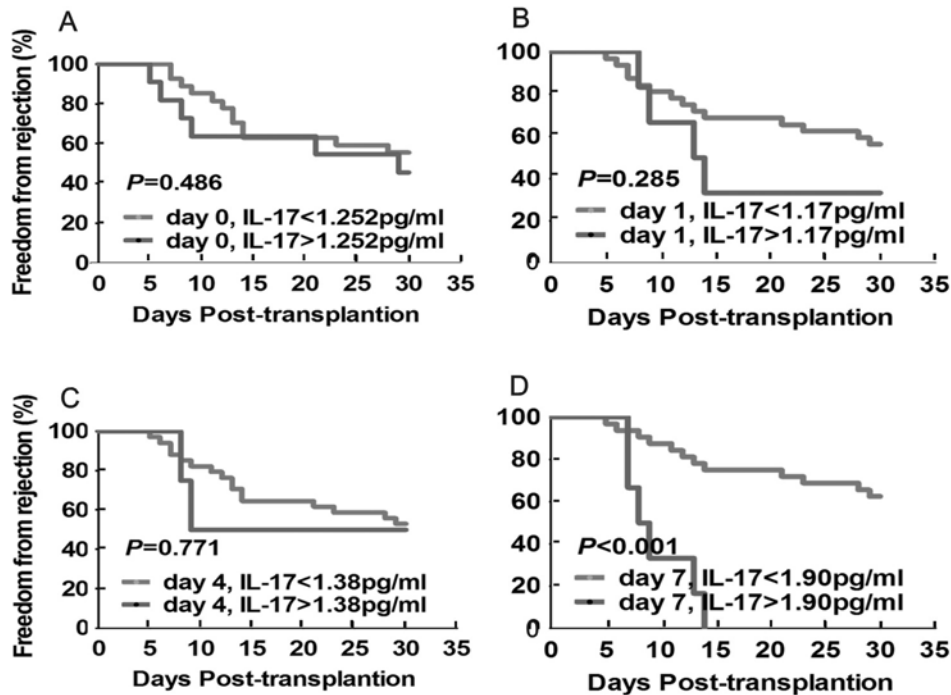 A
Freedom from rejection (%)
100
80
60
40
20
0
P=0.486
day 0, IL-17<1.252pg/ml
day 0, IL-17>1.252pg/ml
0 5 10 15 20 25 30 35
Days Post-transplantion
B
100
80
60
40
20
0
P=0.285
day 1, IL-17<1.17pg/ml
day 1, IL-17>1.17pg/ml
0 5 10 15 20 25 30 35
Days Post-transplantion
C
Freedom from rejection (%)
100
80
60
40
20
0
P=0.771
day 4, IL-17<1.38pg/ml
day 4, IL-17>1.38pg/ml
0 5 10 15 20 25 30 35
Days Post-transplantion
D
100
80
60
40
20
0
P<0.001
day 7, IL-17<1.90pg/ml
day 7, IL-17>1.90pg/ml
0 5 10 15 20 25 30 35
Days Post-transplantion